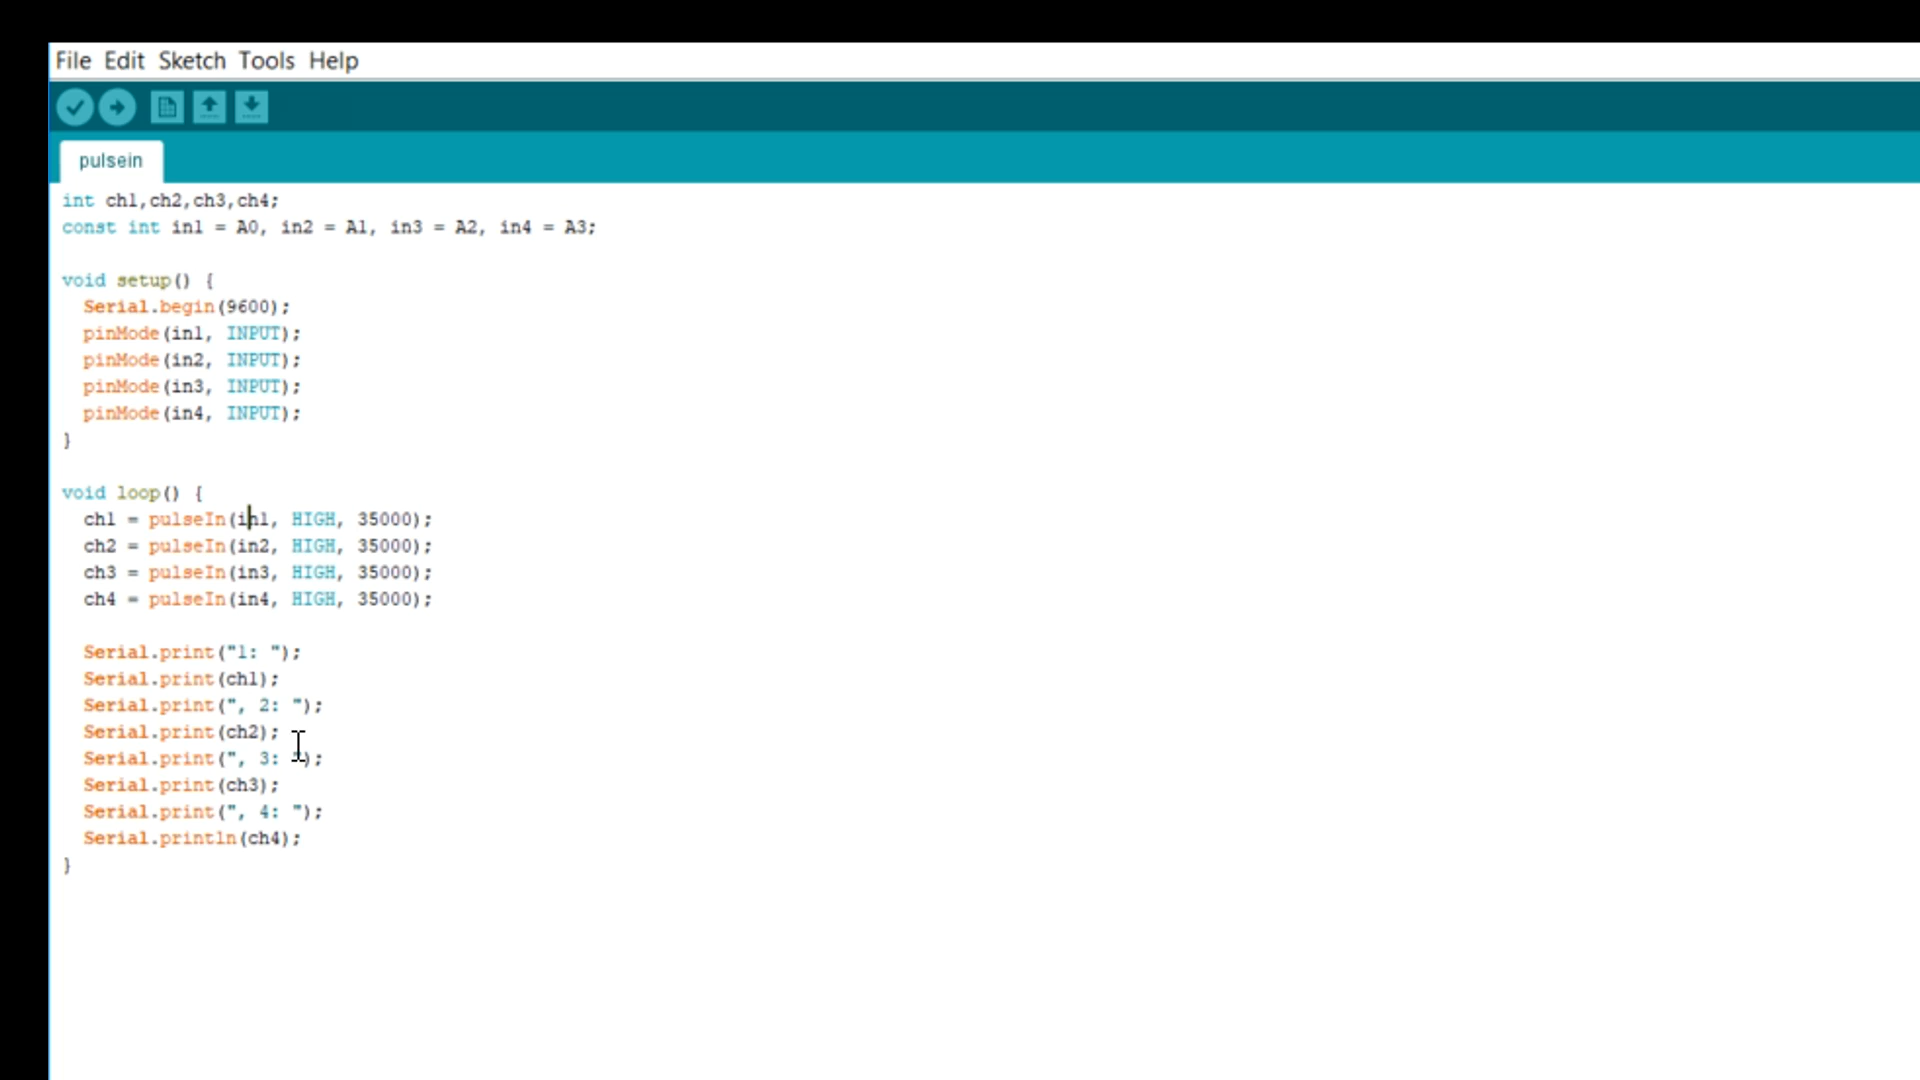 File Edit Sketch Tools Help
pulsein
int ch1,ch2,ch3,ch4;
const int in1 = A0, in2 = A1, in3 = A2, in4 = A3;
void setup() {
Serial.begin(9600);
pinMode(in1, INPUT);
pinMode(in2, INPUT);
pinMode(in3, INPUT);
pinMode(in4, INPUT);
}
void loop() {
ch1 = pulseIn(in1, HIGH, 35000);
ch2 = pulseIn(in2, HIGH, 35000);
ch3 = pulseIn(in3, HIGH, 35000);
ch4 = pulseIn(in4, HIGH, 35000);
Serial.print("1: ");
Serial.print(ch1);
Serial.print(", 2: ");
Serial.print(ch2);
Serial.print(", 3: ");
Serial.print(ch3);
Serial.print(", 4: ");
Serial.println(ch4);
}